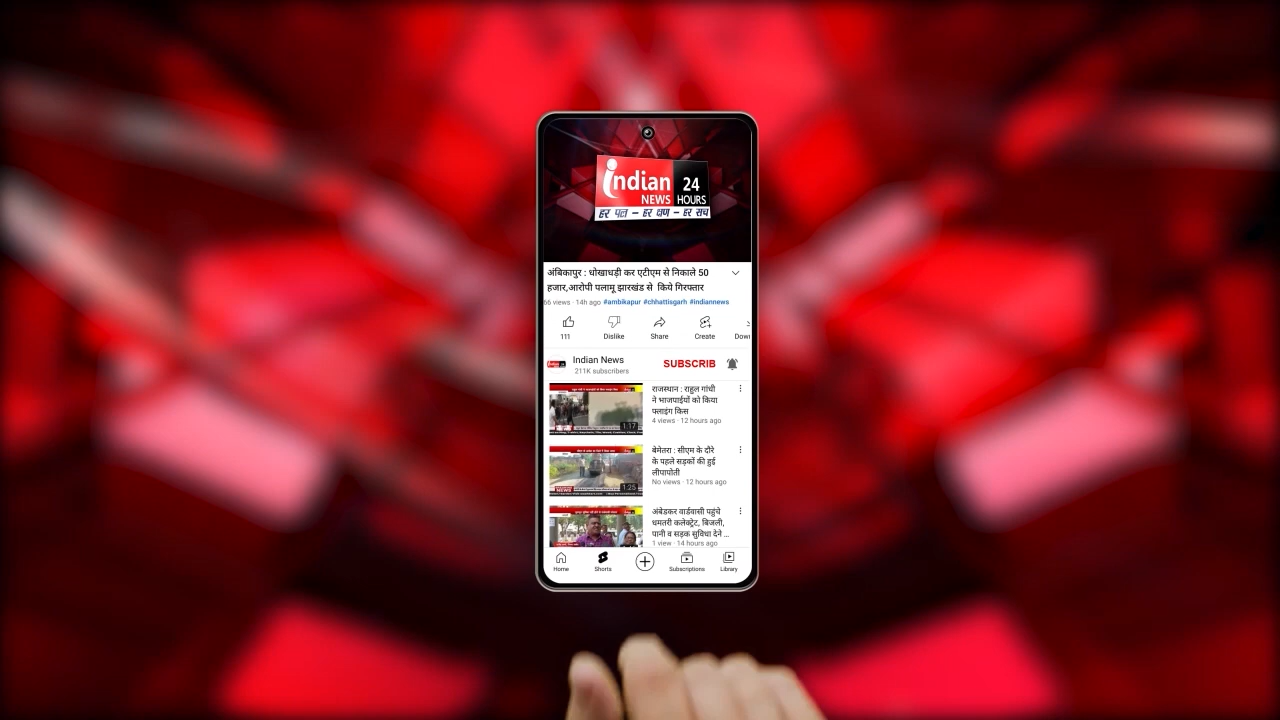 indian
NEWS
24
HOURS
हर पल – हर क्षण – हर सच
अंबिकापुर : धोखाधड़ी कर एटीएम से निकाले 50
हजार,आरोपी पलामू झारखंड से किये गिरफ्तार
66 views · 14h ago #ambikapur #chhattisgarh #indiannews
111
Dislike
Share
Create
Down
Indian News
211K subscribers
SUBSCRIB
राजस्थान : राहुल गांधी
ने भाजपाईयों को किया
फ्लाइंग किस
4 views · 12 hours ago
1:17
बेमेतरा : सीएम के दौरे
के पहले सड़कों की हुई
लीपापोती
No views · 12 hours ago
1:25
अंबेडकर वार्डवासी पहुंचे
धमतरी कलेक्ट्रेट, बिजली,
पानी व सड़क सुविधा देने ...
1 view · 14 hours ago
Home
Shorts
Subscriptions
Library